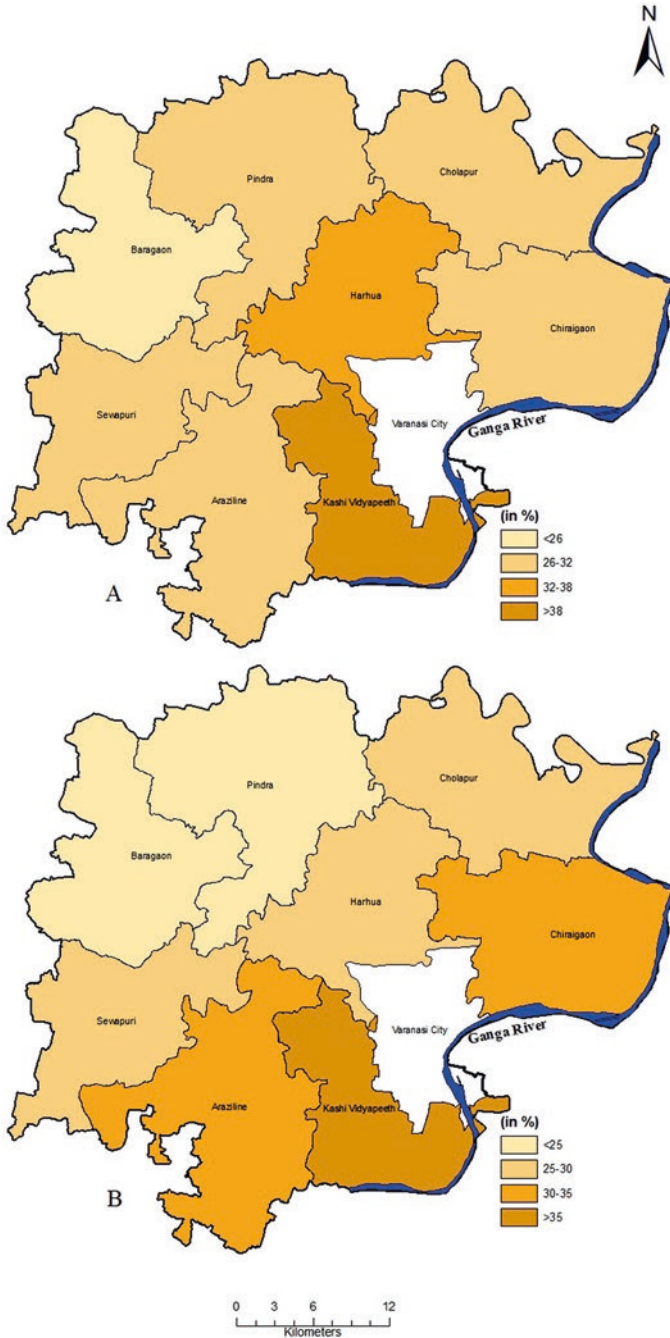 N
Pindra
Cholapur
Baragaon
Harhua
Chiraigaon
Sewapuri
Varanasi City
Ganga River
Araziline
Kashi Vidyapeeth
(in %)
<26
26-32
32-38
>38
A
Pindra
Cholapur
Baragaon
Harhua
Chiraigaon
Sewapuri
Varanasi City
Ganga River
Araziline
Kashi Vidyapeeth
(in %)
<25
25-30
30-35
>35
B
0 3 6 12
Kilometers